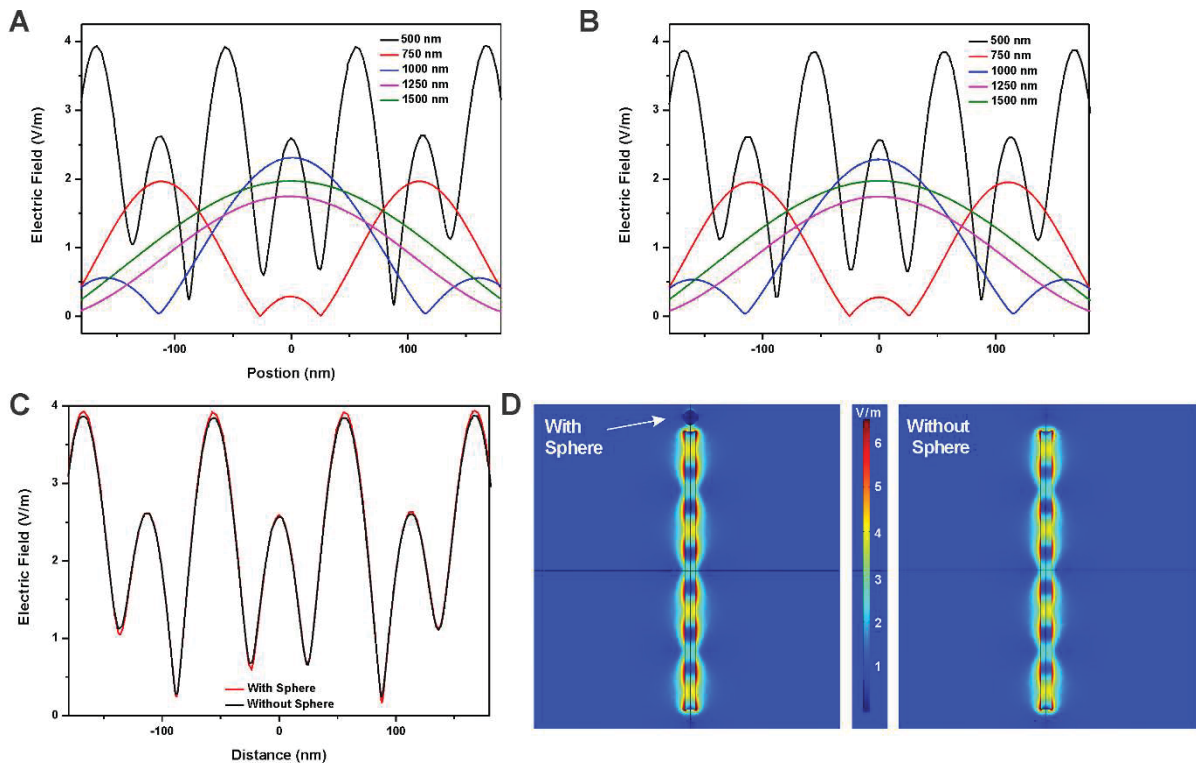 A
Electric Field (V/m)
4
3
2
1
0
500 nm
750 nm
1000 nm
1250 nm
1500 nm
-100
0
100
Postion (nm)
B
Electric Field (V/m)
4
3
2
1
0
500 nm
750 nm
1000 nm
1250 nm
1500 nm
-100
0
100
Position (nm)
C
Electric Field (V/m)
4
3
2
1
0
With Sphere
Without Sphere
-100
0
100
Distance (nm)
D
With
Sphere
V/m
6
5
4
3
2
1
Without
Sphere